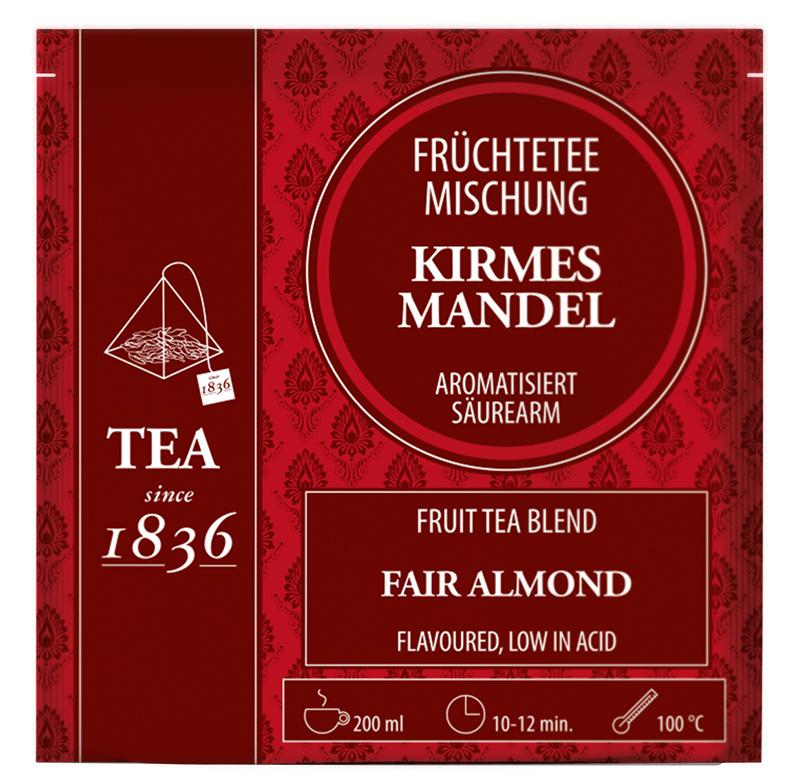 FRÜCHTETEE
MISCHUNG
KIRMES
MANDEL
AROMATISIERT
SÄUREARM
since
1836
TEA
since
1836
FRUIT TEA BLEND
FAIR ALMOND
FLAVOURED, LOW IN ACID
200 ml
10-12 min.
100 °C